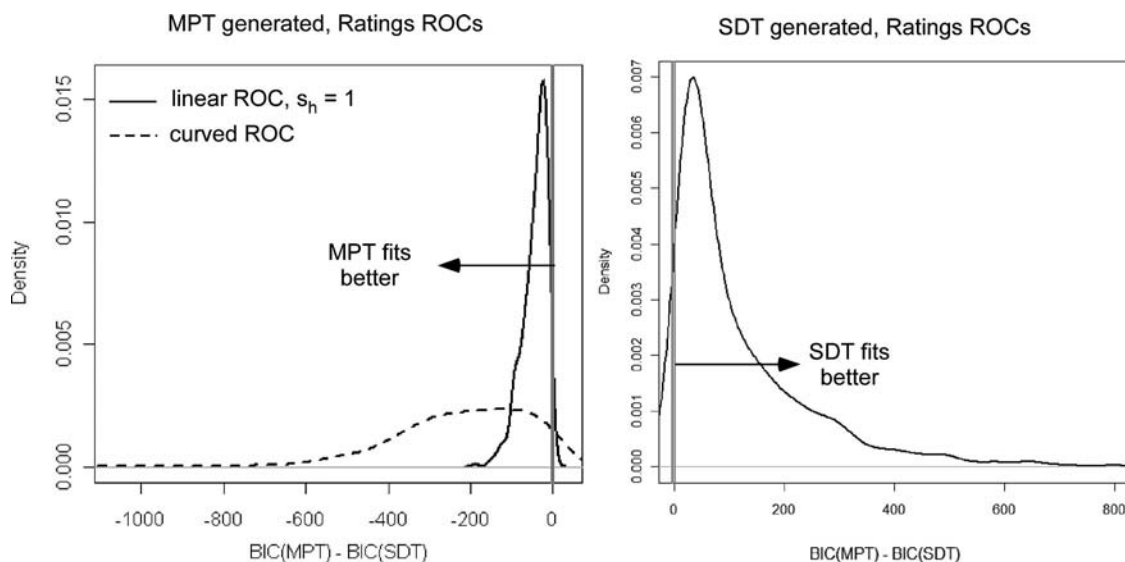 MPT generated, Ratings ROCs
0.015
0.010
0.005
0.000
Density
linear ROC, s_h = 1
curved ROC
MPT fits
better
-1000
-800
-600
-400
-200
0
BIC(MPT) - BIC(SDT)
SDT generated, Ratings ROCs
0.007
0.006
0.005
0.004
0.003
0.002
0.001
0.000
Density
SDT fits
better
0
200
400
600
800
BIC(MPT) - BIC(SDT)